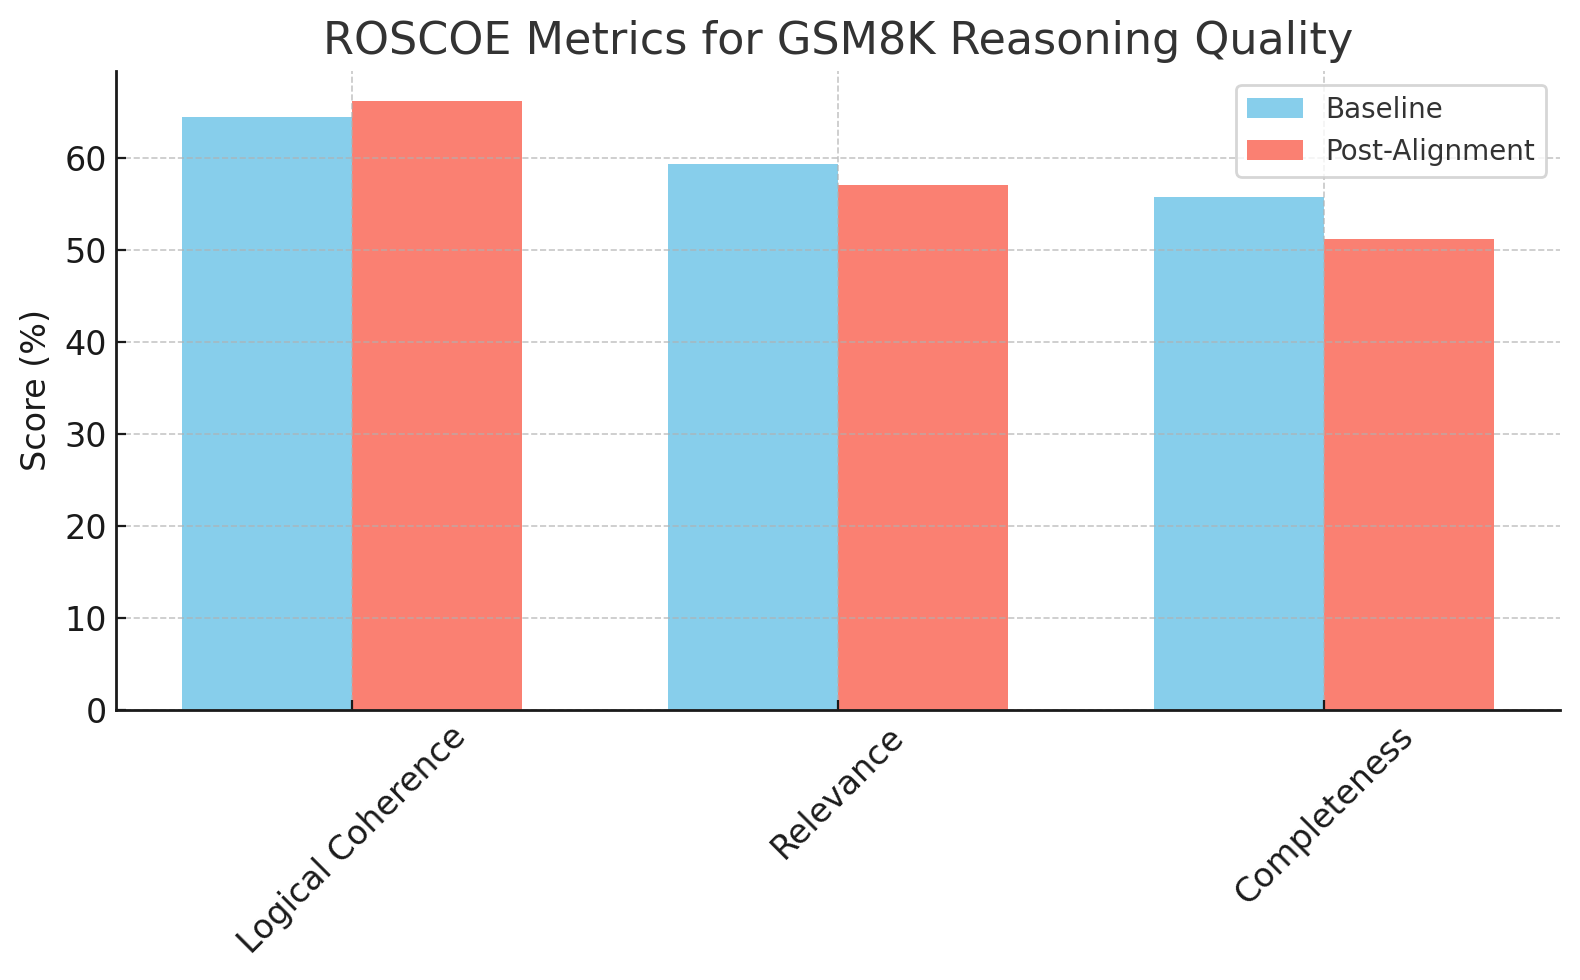 ROSCOE Metrics for GSM8K Reasoning Quality
Baseline
Post-Alignment
Score (%)
60
50
40
30
20
10
0
Logical Coherence
Relevance
Completeness